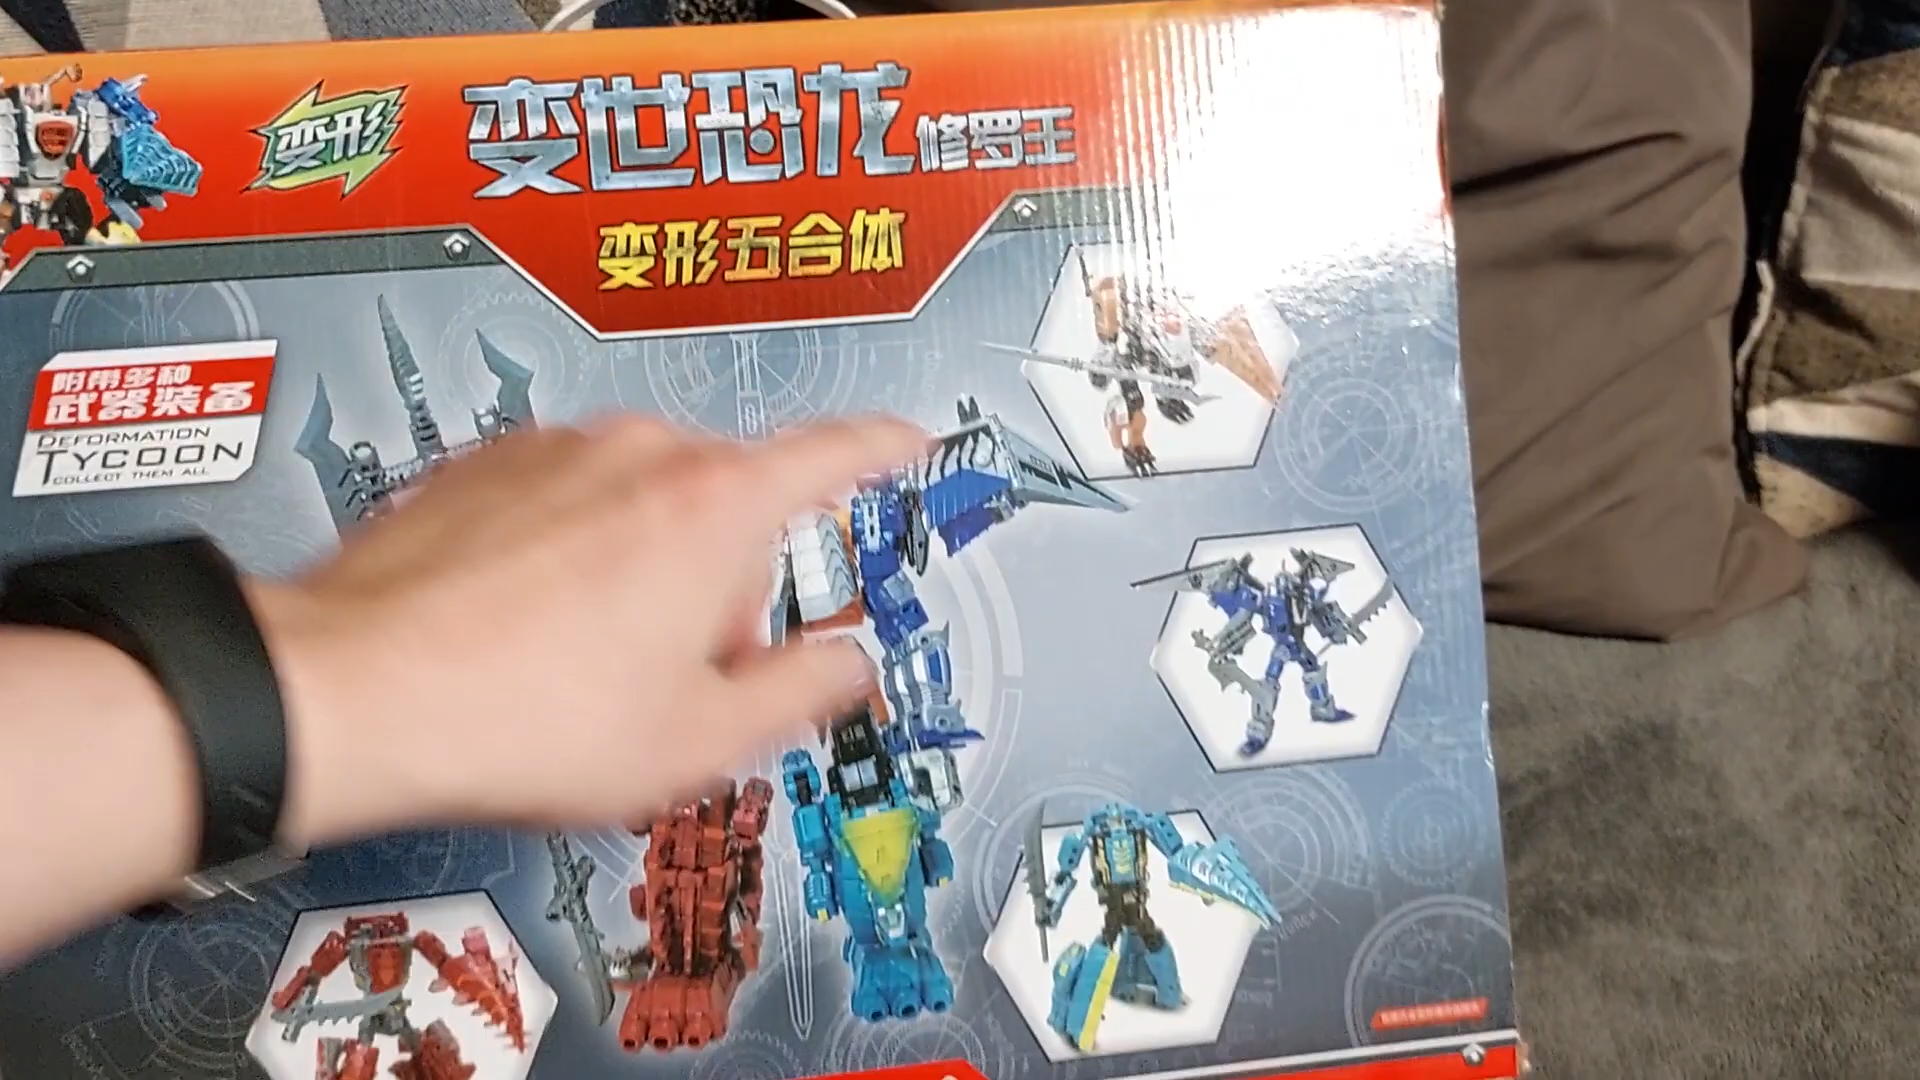 变形
变世恐龙 修罗王
变形五合体
附带多种
武器装备
DEFORMATION
TYCOON
COLLECT THEM ALL